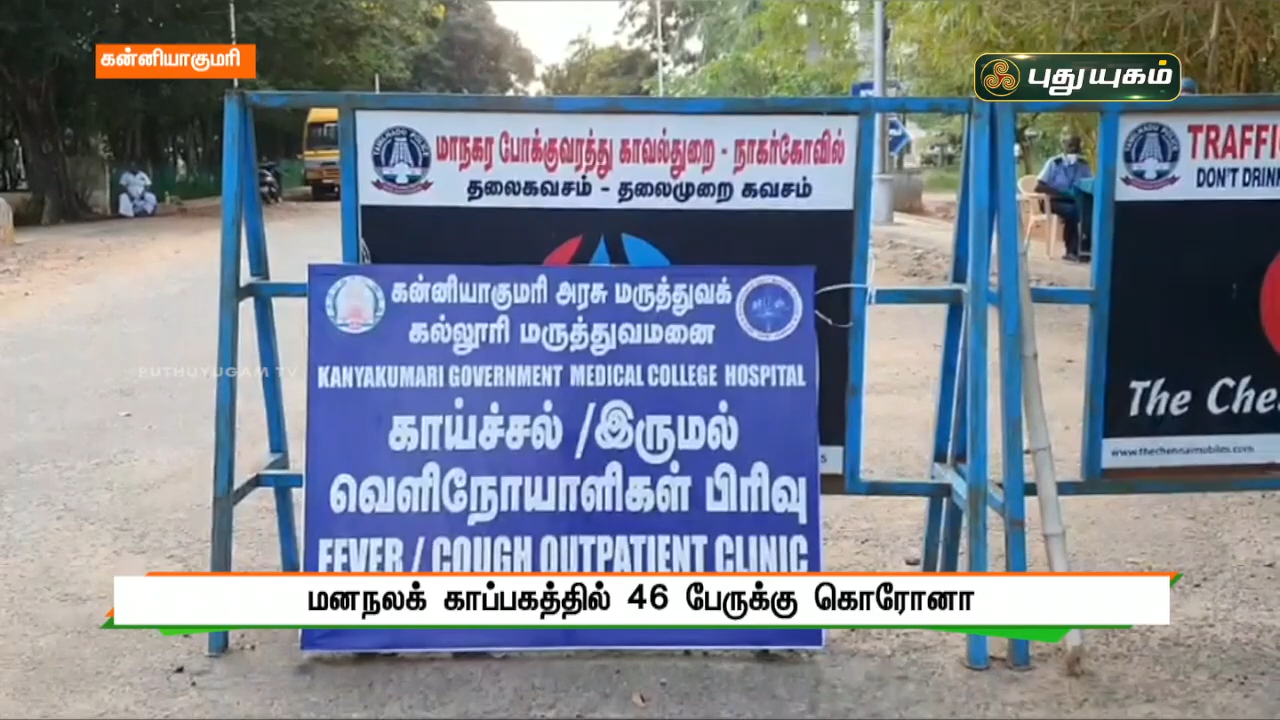 கன்னியாகுமரி
புதுயுகம்
மாநகர போக்குவரத்து காவல்துறை - நாகர்கோவில்
தலைகவசம் - தலைமுறை கவசம்
TRAFFI
DON'T DRIN
கன்னியாகுமரி அரசு மருத்துவக்
கல்லூரி மருத்துவமனை
KANYAKUMARI GOVERNMENT MEDICAL COLLEGE HOSPITAL
PUTHUYUGAM TV
காய்ச்சல் /இருமல்
வெளிநோயாளிகள் பிரிவு
FEVER / COUGH OUTPATIENT CLINIC
The Che
www.thechennaimobiles.com
மனநலக் காப்பகத்தில் 46 பேருக்கு கொரோனா